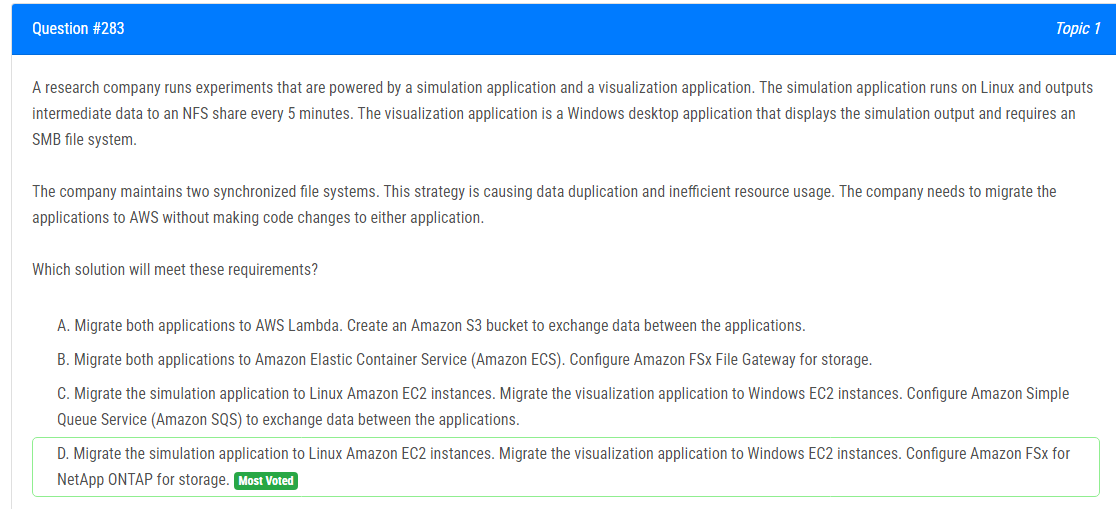 Question #283
Topic 1
A research company runs experiments that are powered by a simulation application and a visualization application. The simulation application runs on Linux and outputs
intermediate data to an NFS share every 5 minutes. The visualization application is a Windows desktop application that displays the simulation output and requires an
SMB file system.
The company maintains two synchronized file systems. This strategy is causing data duplication and inefficient resource usage. The company needs to migrate the
applications to AWS without making code changes to either application.
Which solution will meet these requirements?
A. Migrate both applications to AWS Lambda. Create an Amazon S3 bucket to exchange data between the applications.
B. Migrate both applications to Amazon Elastic Container Service (Amazon ECS). Configure Amazon FSx File Gateway for storage.
C. Migrate the simulation application to Linux Amazon EC2 instances. Migrate the visualization application to Windows EC2 instances. Configure Amazon Simple
Queue Service (Amazon SQS) to exchange data between the applications.
D. Migrate the simulation application to Linux Amazon EC2 instances. Migrate the visualization application to Windows EC2 instances. Configure Amazon FSx for
NetApp ONTAP for storage. Most Voted